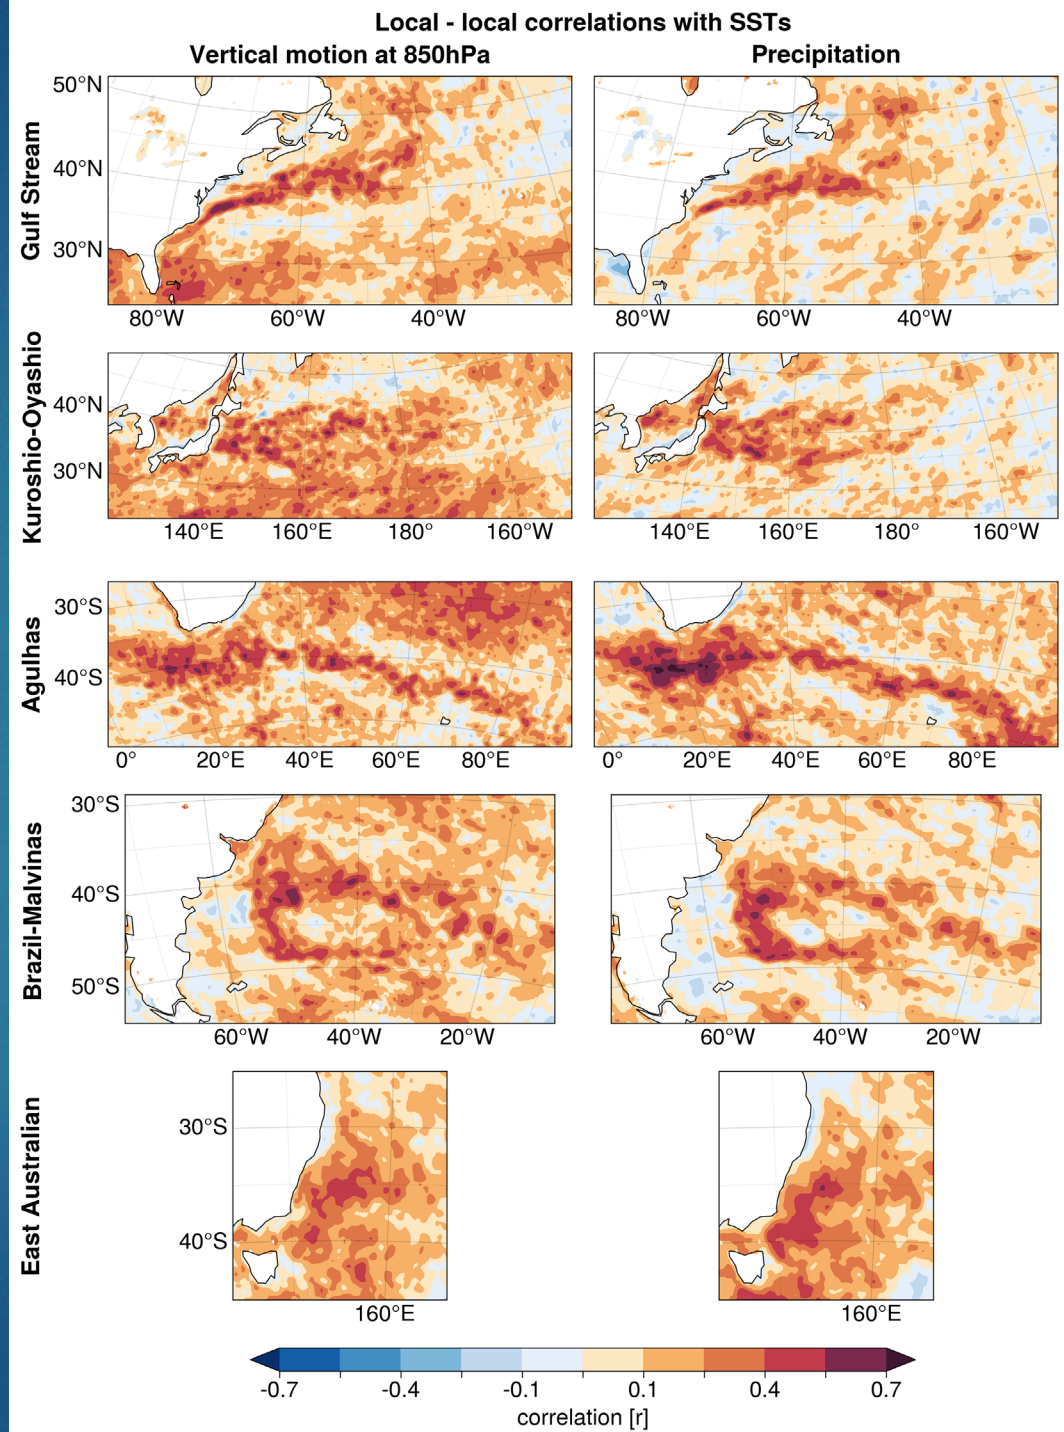 Local - local correlations with SSTs
Vertical motion at 850hPa
Precipitation
Gulf Stream
50°N
40°N
30°N
80°W 60°W 40°W
80°W 60°W 40°W
Kuroshio-Oyashio
40°N
30°N
140°E 160°E 180° 160°W
140°E 160°E 180° 160°W
Agulhas
30°S
40°S
0° 20°E 40°E 60°E 80°E
0° 20°E 40°E 60°E 80°E
Brazil-Malvinas
30°S
40°S
50°S
60°W 40°W 20°W
60°W 40°W 20°W
East Australian
30°S
40°S
160°E
160°E
-0.7 -0.4 -0.1 0.1 0.4 0.7
correlation [r]